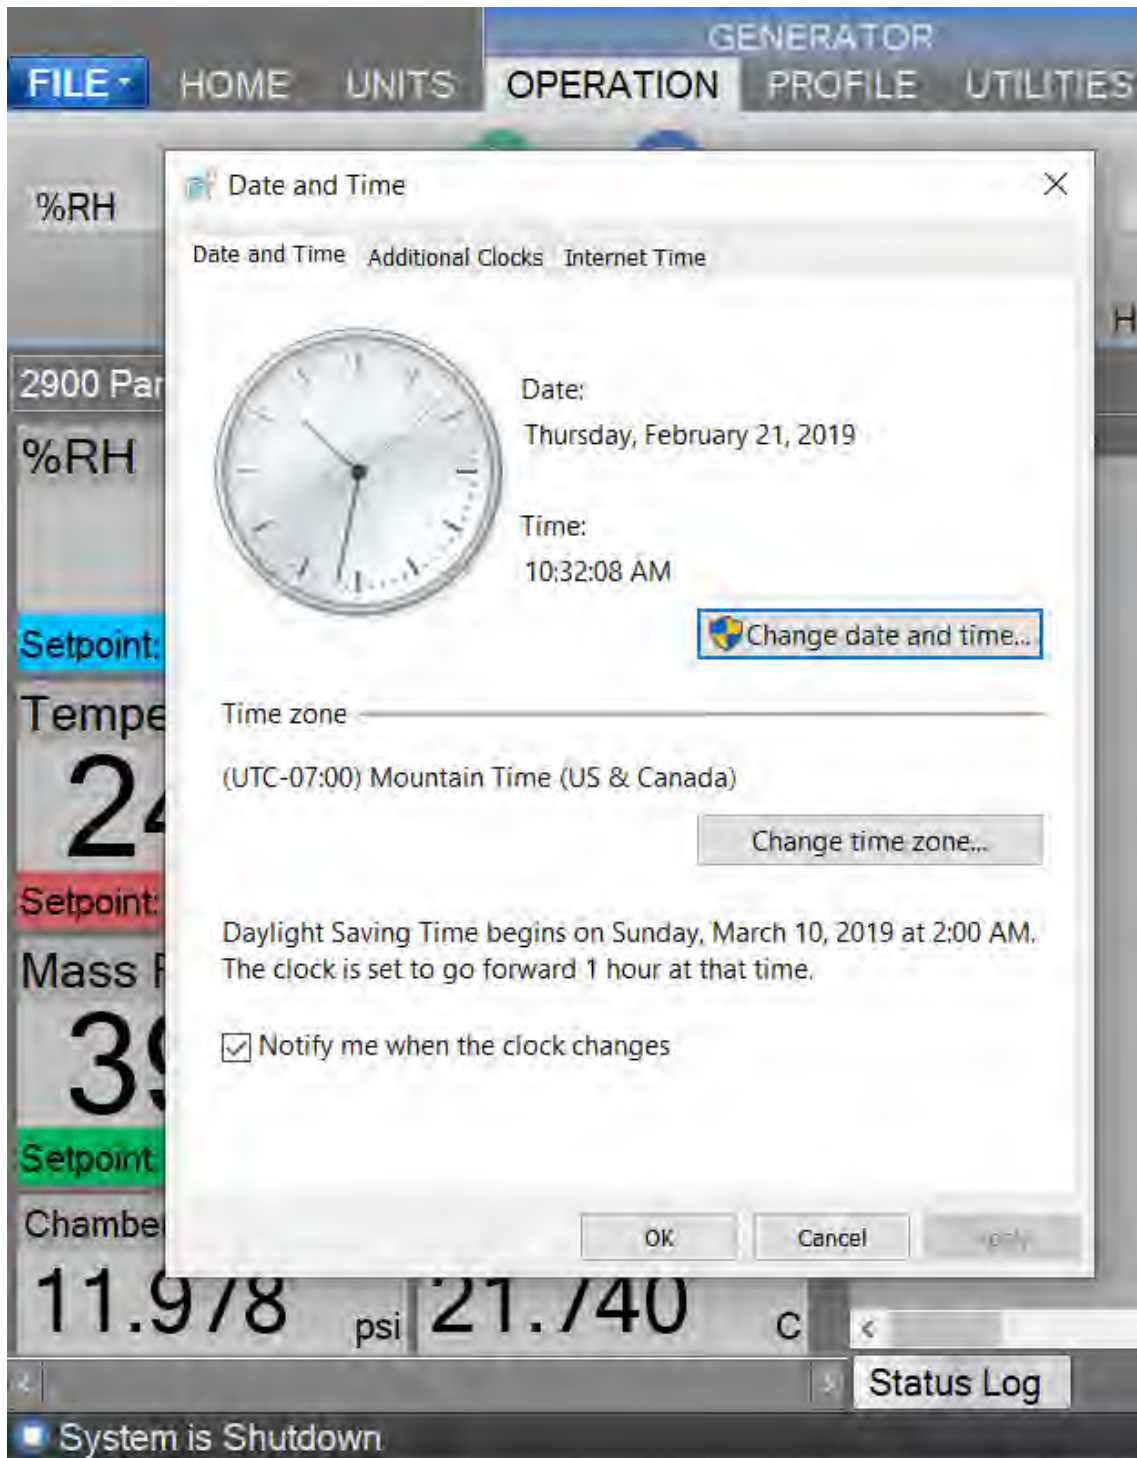 GENERATOR
FILE HOME UNITS OPERATION PROFILE UTILITIES
%RH
Date and Time
Date and Time Additional Clocks Internet Time
H
2900 Par
%RH
Date:
Thursday, February 21, 2019
Time:
10:32:08 AM
Setpoint:
Change date and time...
Tempe
Time zone
24
(UTC-07:00) Mountain Time (US & Canada)
Change time zone...
Setpoint:
Daylight Saving Time begins on Sunday, March 10, 2019 at 2:00 AM.
Mass F
The clock is set to go forward 1 hour at that time.
39
Notify me when the clock changes
Setpoint
Chamber
OK Cancel Apply
11.978 psi 21.740 C
Status Log
System is Shutdown